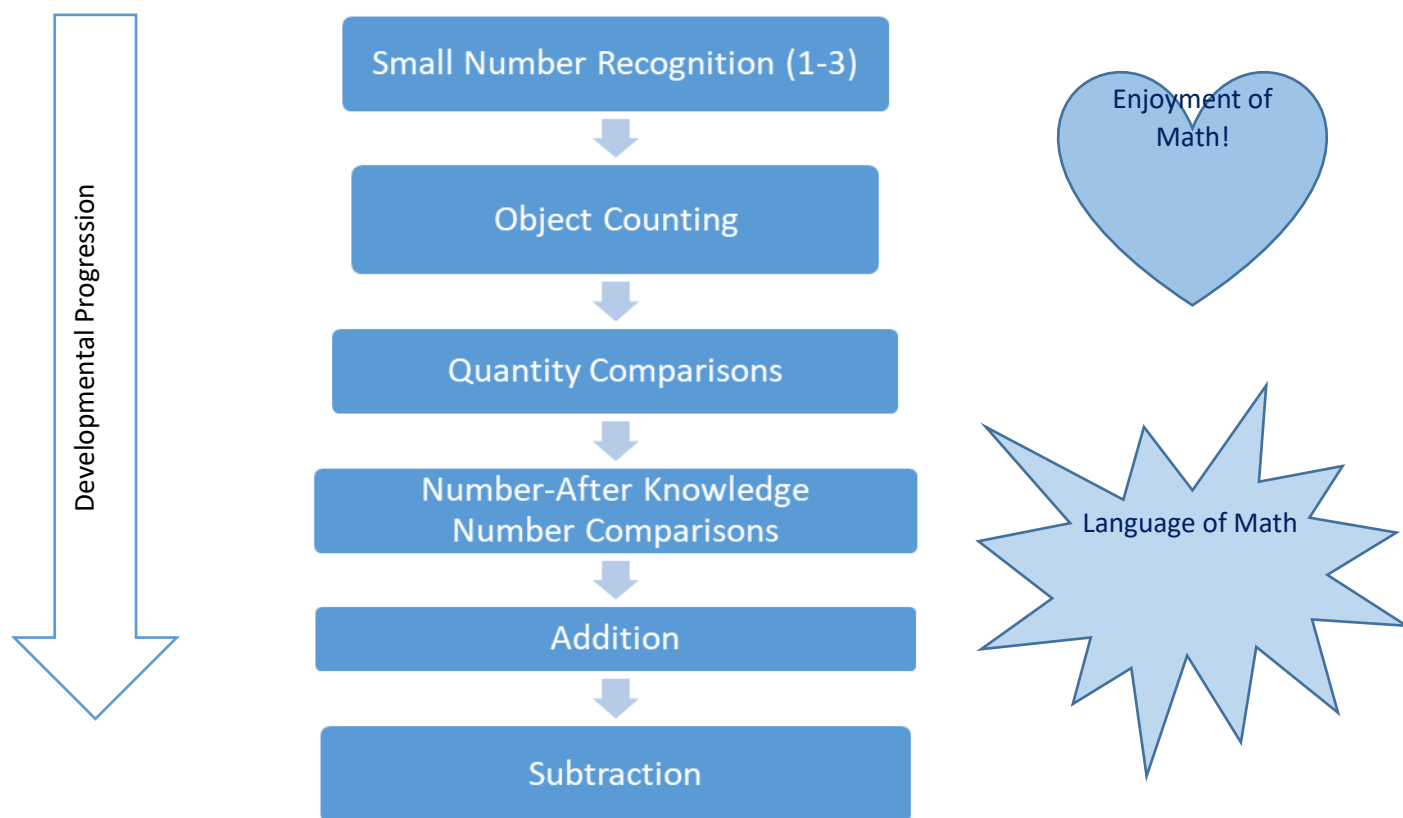 Developmental Progression
Small Number Recognition (1-3)
Object Counting
Quantity Comparisons
Number-After Knowledge
Number Comparisons
Addition
Subtraction
Enjoyment of
Math!
Language of Math